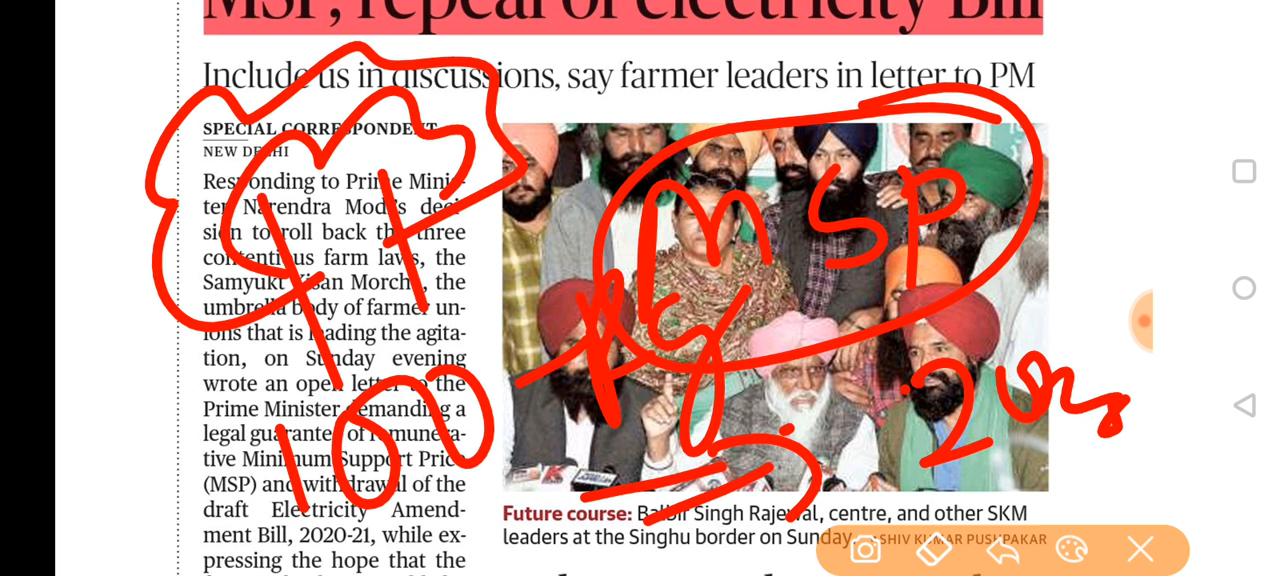 MSP, repeal of electricity Bill
Include us in discussions, say farmer leaders in letter to PM
SPECIAL CORRESPONDENT
NEW DELHI
Responding to Prime Minis-
ter Narendra Modi's deci-
sion to roll back the three
contentious farm laws, the
Samyukt Kisan Morcha, the
umbrella body of farmer un-
ions that is leading the agita-
tion, on Sunday evening
wrote an open letter to the
Prime Minister demanding a
legal guarantee of remunera-
tive Minimum Support Price
(MSP) and withdrawal of the
draft Electricity Amend-
ment Bill, 2020-21, while ex-
pressing the hope that the
MSP
kg
100
Future course: Balbir Singh Rajewal, centre, and other SKM
leaders at the Singhu border on Sunday. SHIV KUMAR PUSHPAKAR